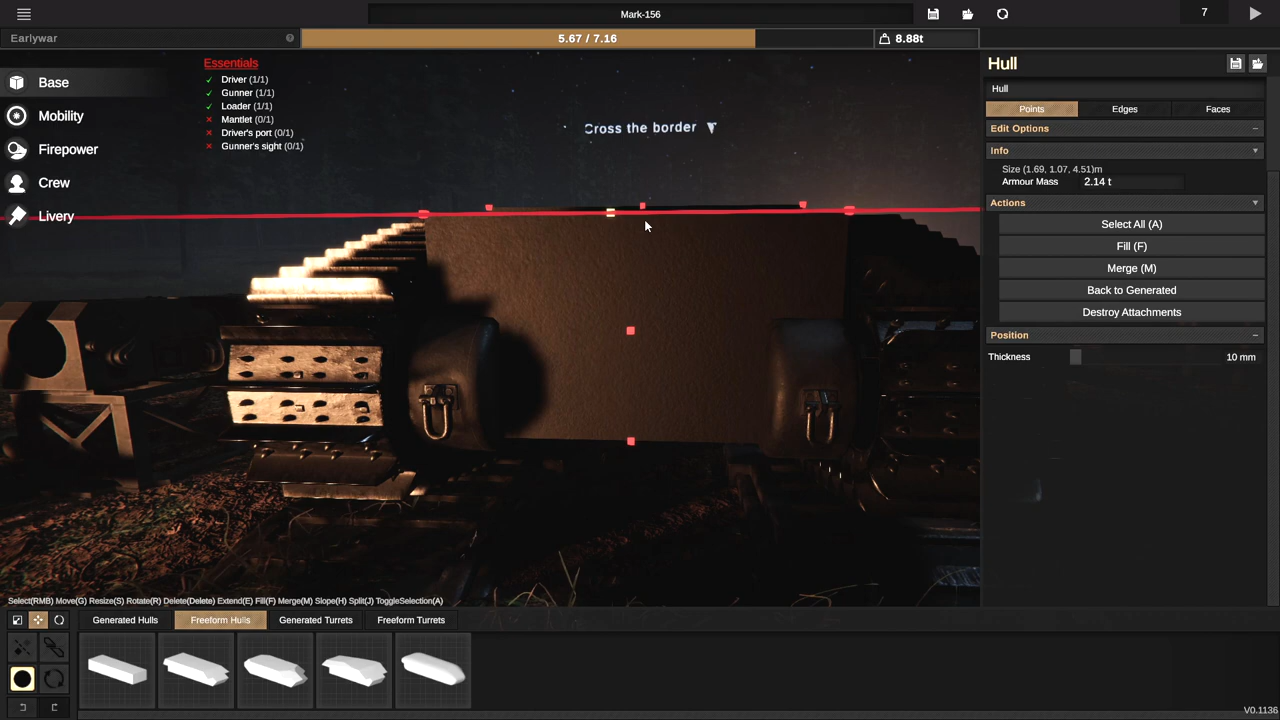 Mark-156
7
Earlywar
5.67 / 7.16
8.88t
Essentials
Driver (1/1)
Gunner (1/1)
Loader (1/1)
Mantlet (0/1)
Driver's port (0/1)
Gunner's sight (0/1)
Base
Mobility
Firepower
Crew
Livery
Cross the border
Hull
Hull
Points
Edges
Faces
Edit Options
Info
Size (1.69, 1.07, 4.51)m
Armour Mass
2.14 t
Actions
Select All (A)
Fill (F)
Merge (M)
Back to Generated
Destroy Attachments
Position
Thickness
10 mm
Select(RMB) Move(G) Resize(S) Rotate(R) Delete(Delete) Extend(E) Fill(F) Merge(M) Slope(H) Split(J) ToggleSelection(A)
Generated Hulls
Freeform Hulls
Generated Turrets
Freeform Turrets
V0.1136